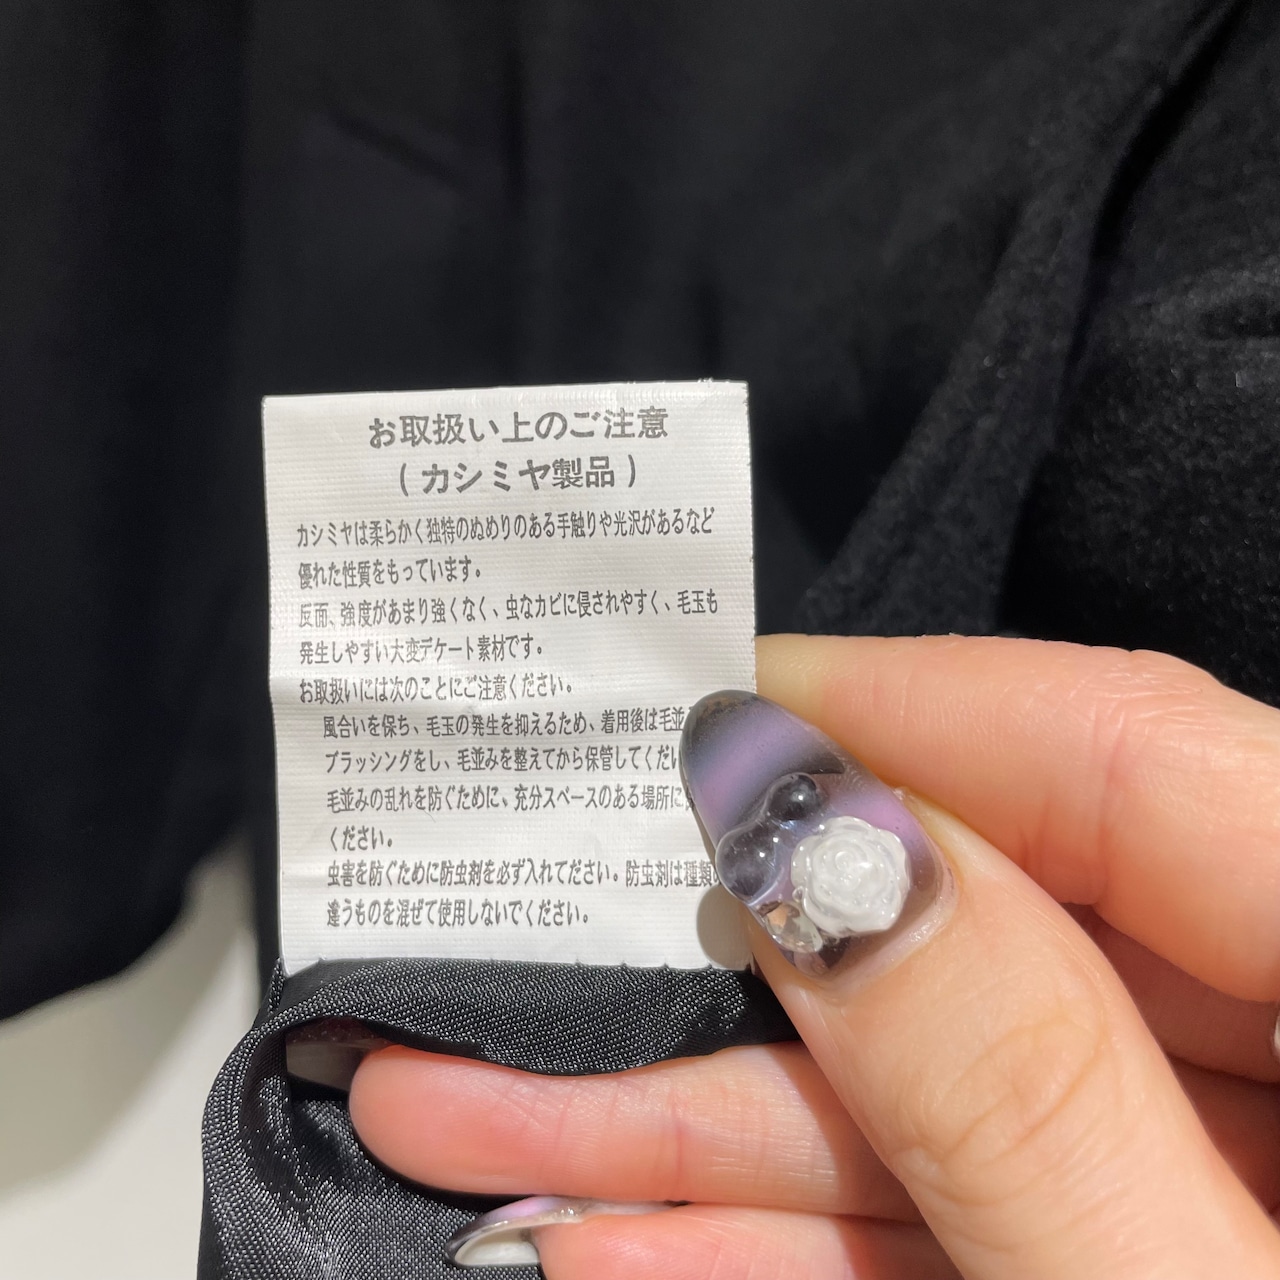 お取扱い上のご注意
(カシミヤ製品)
カシミヤは柔らかく独特のぬめりのある手触りや光沢があるなど
優れた性質をもっています。
反面、強度があまり強くなく、虫なカビに侵されやすく、毛玉も
発生しやすい大変デケート素材です。
お取扱いには次のことにご注意ください。
風合いを保ち、毛玉の発生を抑えるため、着用後は毛並
ブラッシングをし、毛並みを整えてから保管してくだ
毛並みの乱れを防ぐために、充分スペースのある場所に
ください。
虫害を防ぐために防虫剤を必ず入れてださい。防虫剤は種類
違うものを混ぜて使用しないでください。